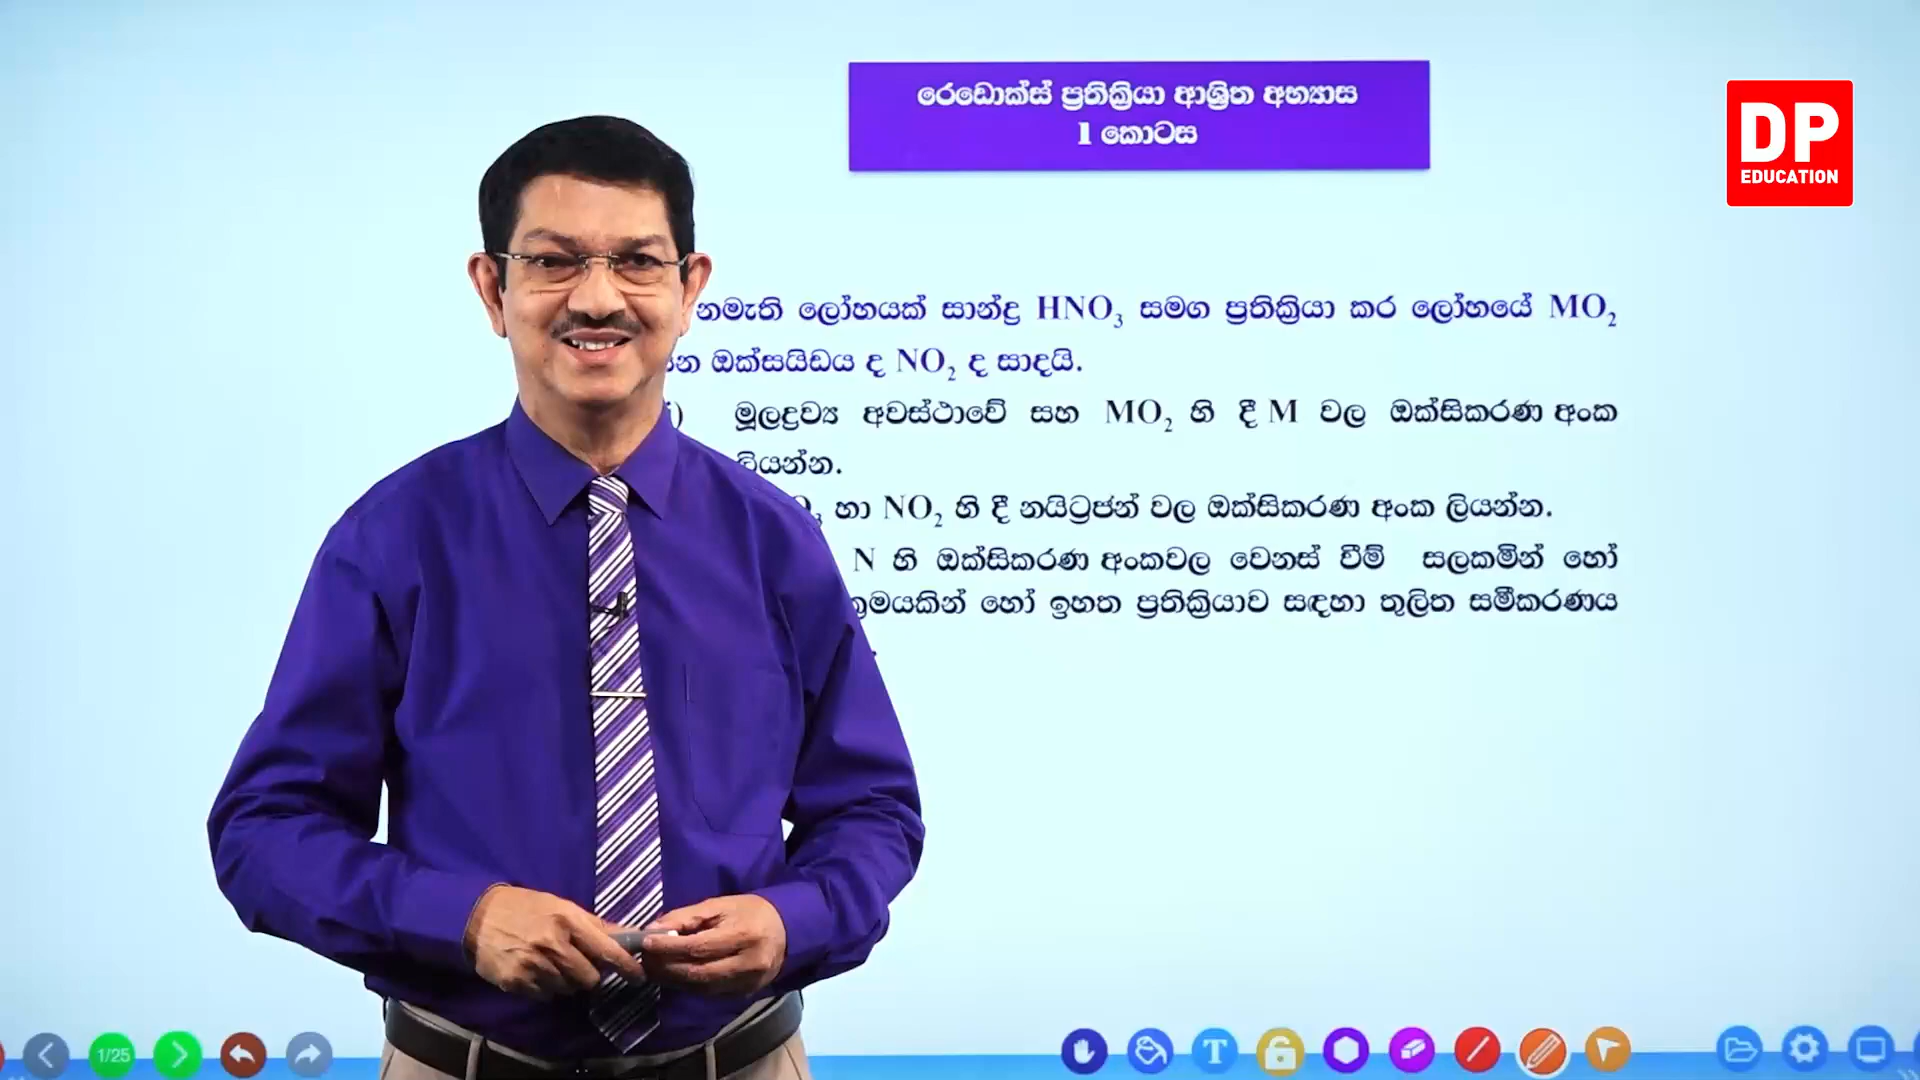 රෙඩොක්ස් ප්‍රතික්‍රියා ආශ්‍රිත අභ්‍යාස
1 කොටස
DP
EDUCATION
නමැති ලෝහයක් සාන්ද්‍ර HNO₃ සමග ප්‍රතික්‍රියා කර ලෝහයේ MO₂
ඔක්සයිඩය ද NO₂ ද සාදයි.
මූලද්‍රව්‍ය අවස්ථාවේ සහ MO₂ හි දී M වල ඔක්සිකරණ අංක
ලියන්න.
හා NO₂ හි දී නයිට්‍රජන් වල ඔක්සිකරණ අංක ලියන්න.
N හි ඔක්සිකරණ අංකවල වෙනස් වීම් සලකමින් හෝ
හෝ ඉහත ප්‍රතික්‍රියාව සඳහා තුලිත සමීකරණය
1/25
T